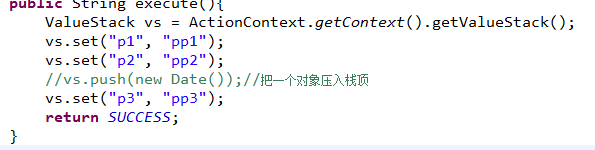 public String execute(){
ValueStack vs = ActionContext.getContext().getValueStack();
vs.set("p1", "pp1");
vs.set("p2", "pp2");
//vs.push(new Date());//把一个对象压入栈顶
vs.set("p3", "pp3");
return SUCCESS;
}